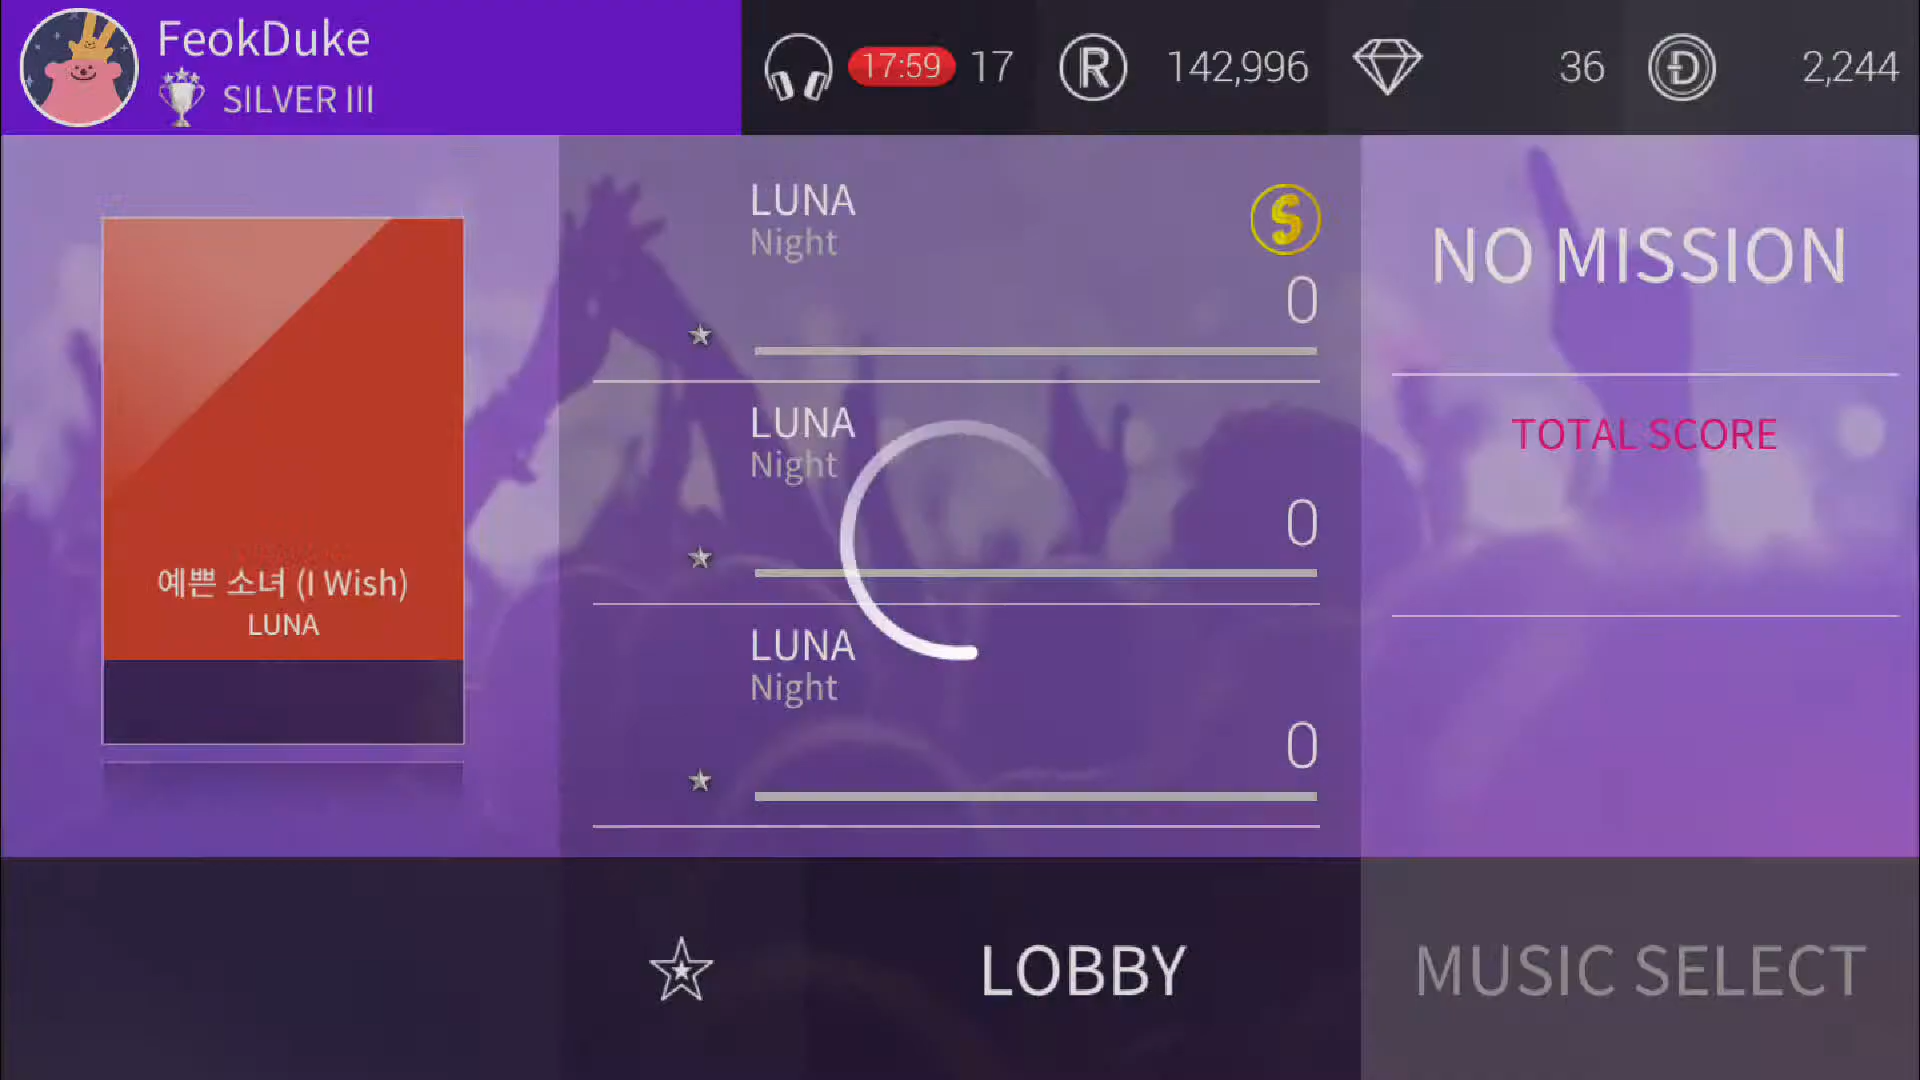 FeokDuke
SILVER III
17:59 17
R 142,996
36
Đ 2,244
예쁜 소녀 (I Wish)
LUNA
LUNA
Night
S
0
LUNA
Night
0
LUNA
Night
0
NO MISSION
TOTAL SCORE
LOBBY
MUSIC SELECT